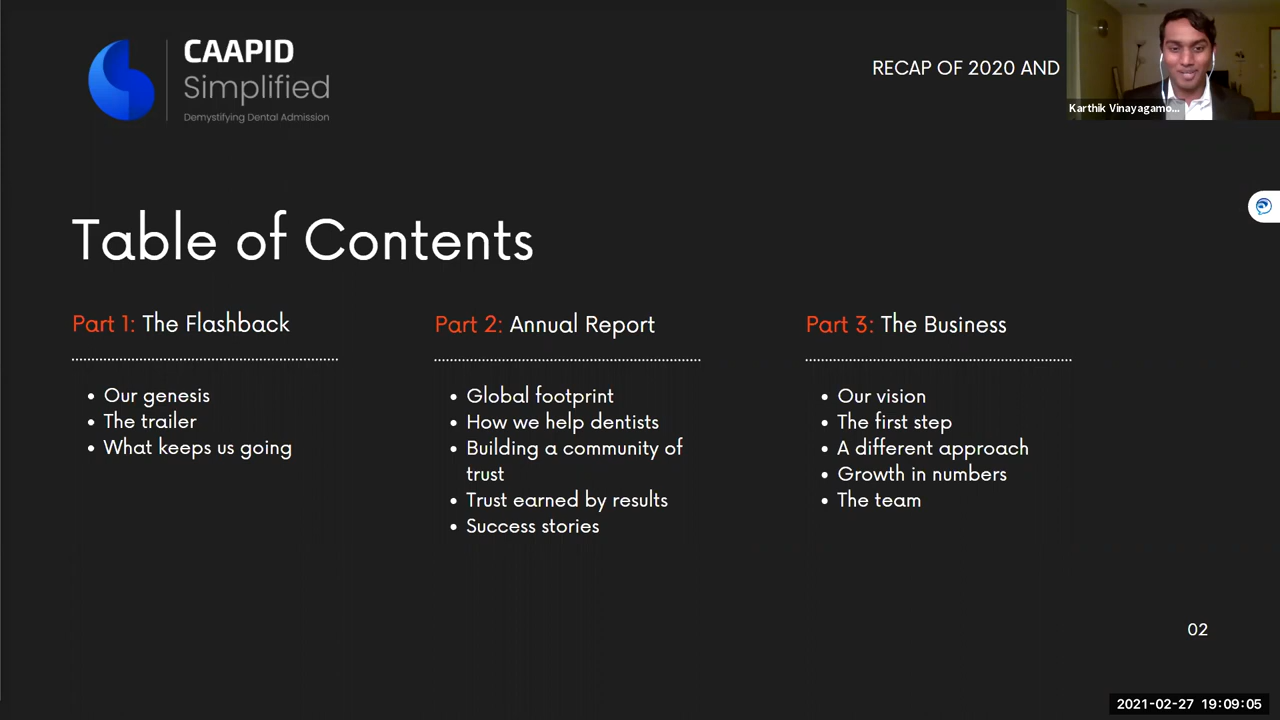 CAAPID
Simplified
Demystifying Dental Admission
RECAP OF 2020 AND
Karthik Vinayagamo...
Table of Contents
Part 1: The Flashback
Our genesis
The trailer
What keeps us going
Part 2: Annual Report
Global footprint
How we help dentists
Building a community of
trust
Trust earned by results
Success stories
Part 3: The Business
Our vision
The first step
A different approach
Growth in numbers
The team
02
2021-02-27 19:09:05